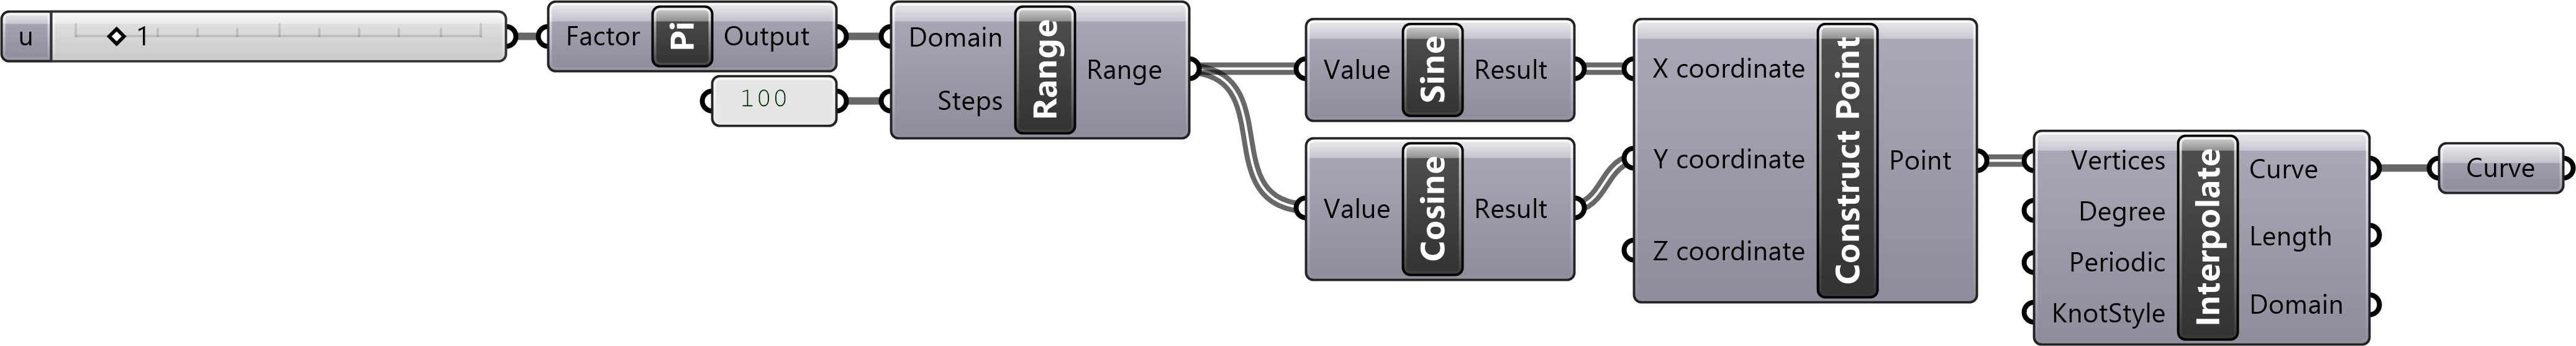 u 1
Factor Pi Output
100
Domain
Steps
Range
Range
Value Sine Result
Value Cosine Result
X coordinate
Y coordinate
Z coordinate
Construct Point
Point
Vertices
Degree
Periodic
KnotStyle
Interpolate
Curve
Length
Domain
Curve